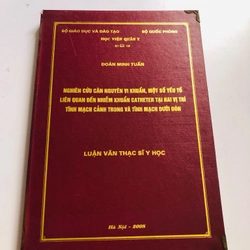 BỘ GIÁO DỤC VÀ ĐÀO TẠO BỘ QUỐC PHÒNG
HỌC VIỆN QUÂN Y
ĐOÀN MINH TUẤN
NGHIÊN CỨU CĂN NGUYÊN VI KHUẨN, MỘT SỐ YẾU TỐ
LIÊN QUAN ĐẾN NHIỄM KHUẨN CATHETER TẠI HAI VỊ TRÍ
TĨNH MẠCH CẢNH TRONG VÀ TĨNH MẠCH DƯỚI ĐÒN
LUẬN VĂN THẠC SĨ Y HỌC
Hà Nội - 2008